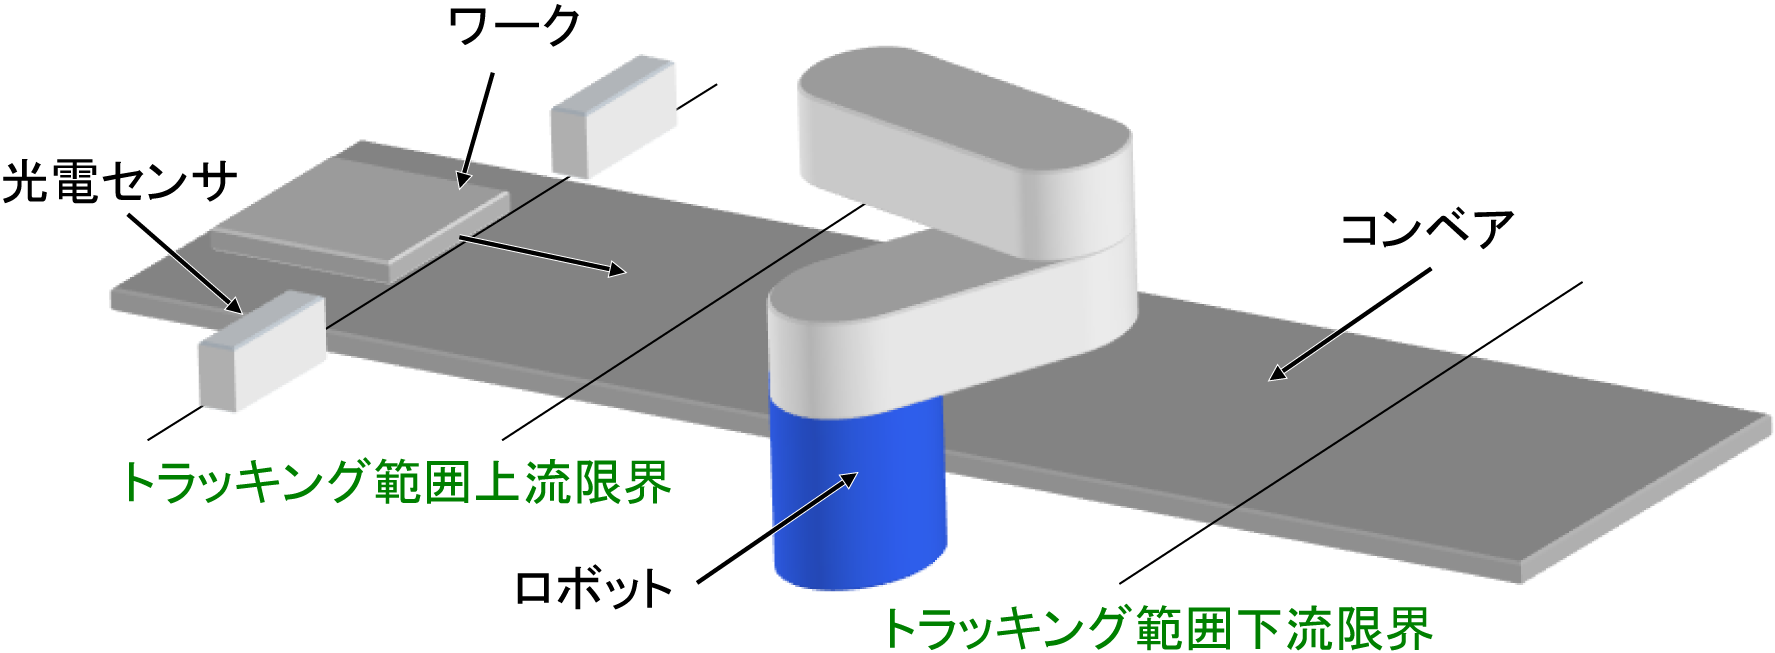 ワーク
光電センサ
コンベア
トラッキング範囲上流限界
ロボット
トラッキング範囲下流限界